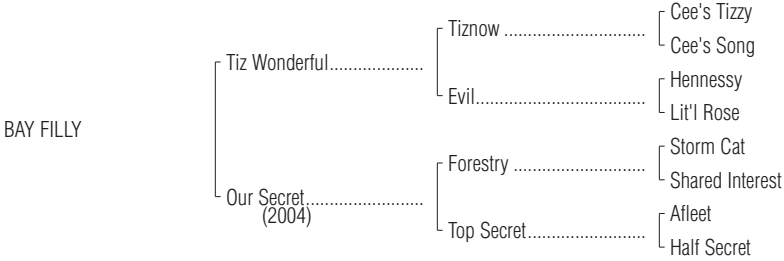 Cee's Tizzy
Tiznow ..............................
Cee's Song
Tiz Wonderful....................
Hennessy
Evil....................................
Lit'l Rose
BAY FILLY
Storm Cat
Forestry ............................
Shared Interest
Our Secret.........................
(2004)
Afleet
Top Secret.........................
Half Secret